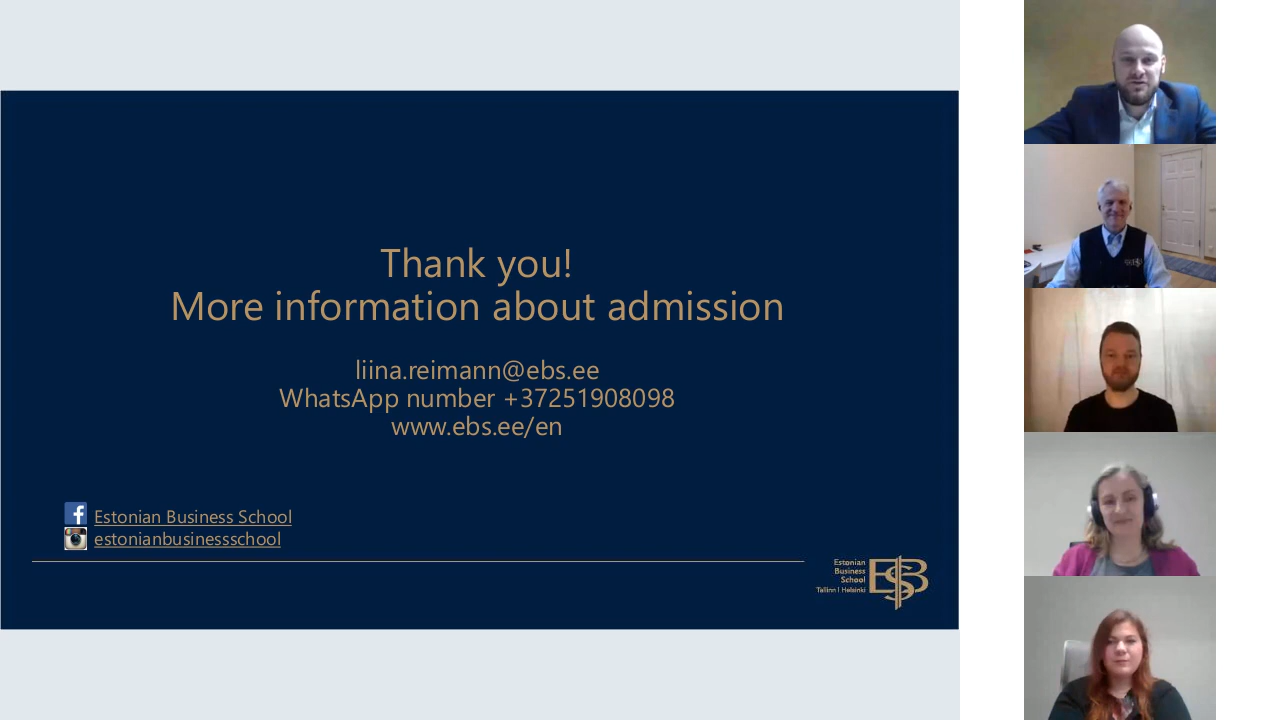 Thank you!
More information about admission
liina.reimann@ebs.ee
WhatsApp number +37251908098
www.ebs.ee/en
Estonian Business School
estonianbusinessschool
Estonian
Business
School
Tallinn | Helsinki
EBS